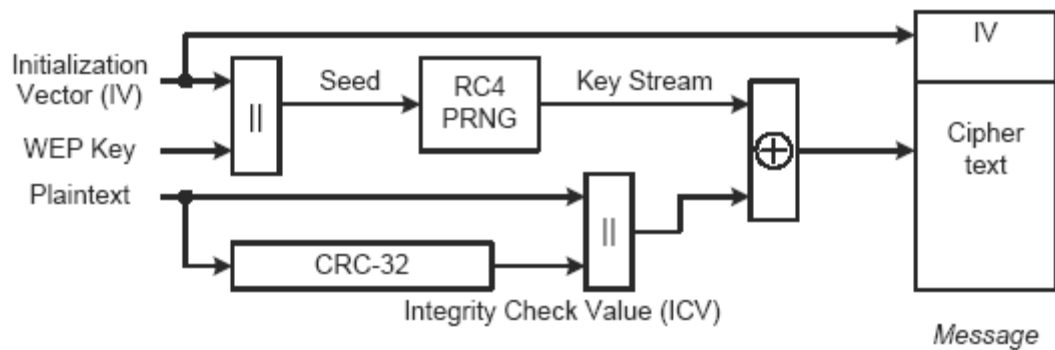 IV
Initialization
Vector (IV)
||
Seed
RC4
PRNG
Key Stream
WEP Key
Cipher
text
Plaintext
||
CRC-32
Integrity Check Value (ICV)
Message